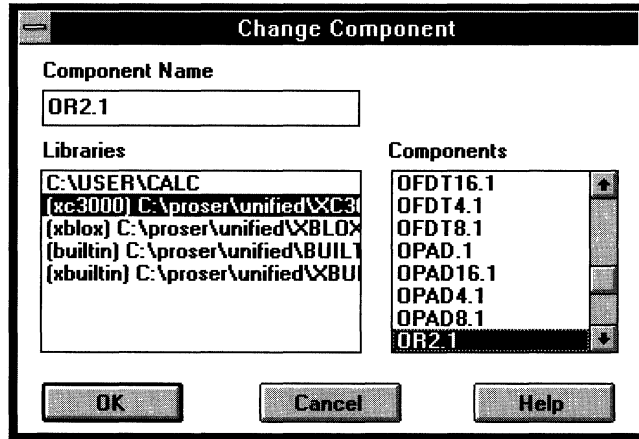 Change Component
Component Name
OR2.1
Libraries
C:\USER\CALC
(xc3000) C:\proser\unified\XC3
(xblox) C:\proser\unified\XBLOX
(builtin) C:\proser\unified\BUILT
(xbuiltin) C:\proser\unified\XBUI
Components
OFDT16.1
OFDT4.1
OFDT8.1
OPAD.1
OPAD16.1
OPAD4.1
OPAD8.1
OR2.1
OK
Cancel
Help